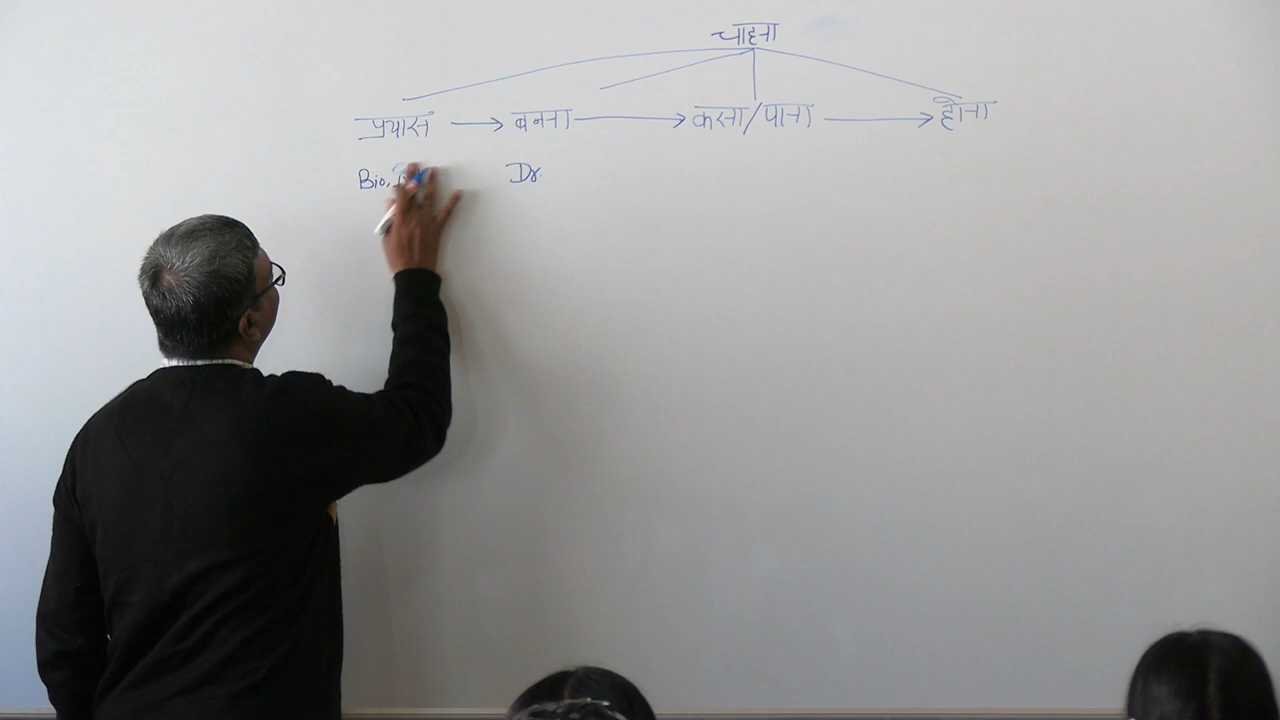 चाहना
प्रयास → बनना → करना/पाना → होना
Bio, Dr.